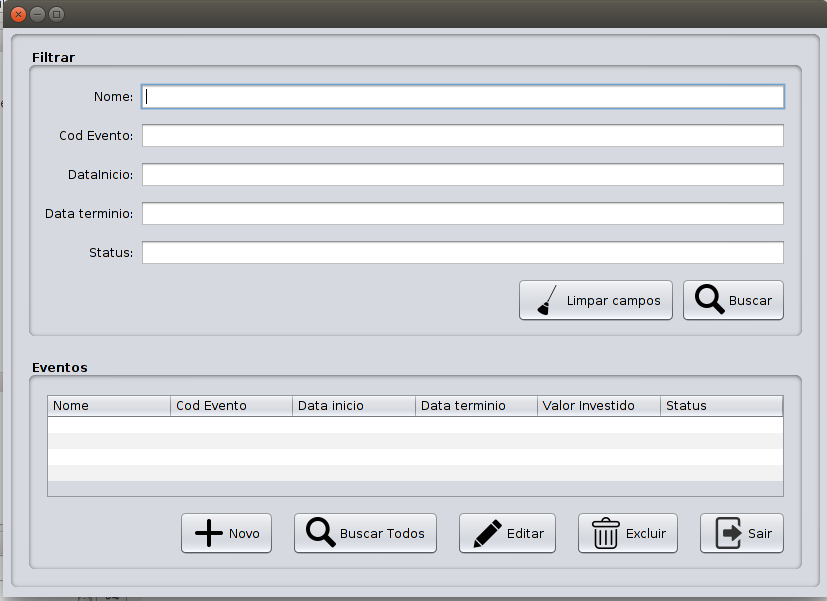 Filtrar
Nome:
Cod Evento:
DataInicio:
Data terminio:
Status:
Limpar campos Buscar
Eventos
Nome Cod Evento Data inicio Data terminio Valor Investido Status
Novo Buscar Todos Editar Excluir Sair